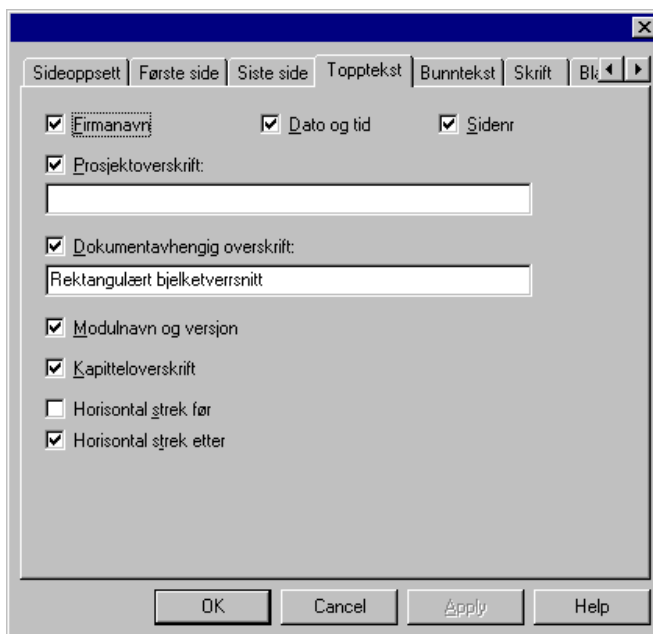 Sideoppsett Første side Siste side Topptekst Bunntekst Skrift
Firmanavn Dato og tid Sidenr
Prosjektoverskrift:
Dokumentavhengig overskrift:
Rektangulært bjelketverrsnitt
Modulnavn og versjon
Kapitteloverskrift
Horisontal strek før
Horisontal strek etter
OK Cancel Apply Help